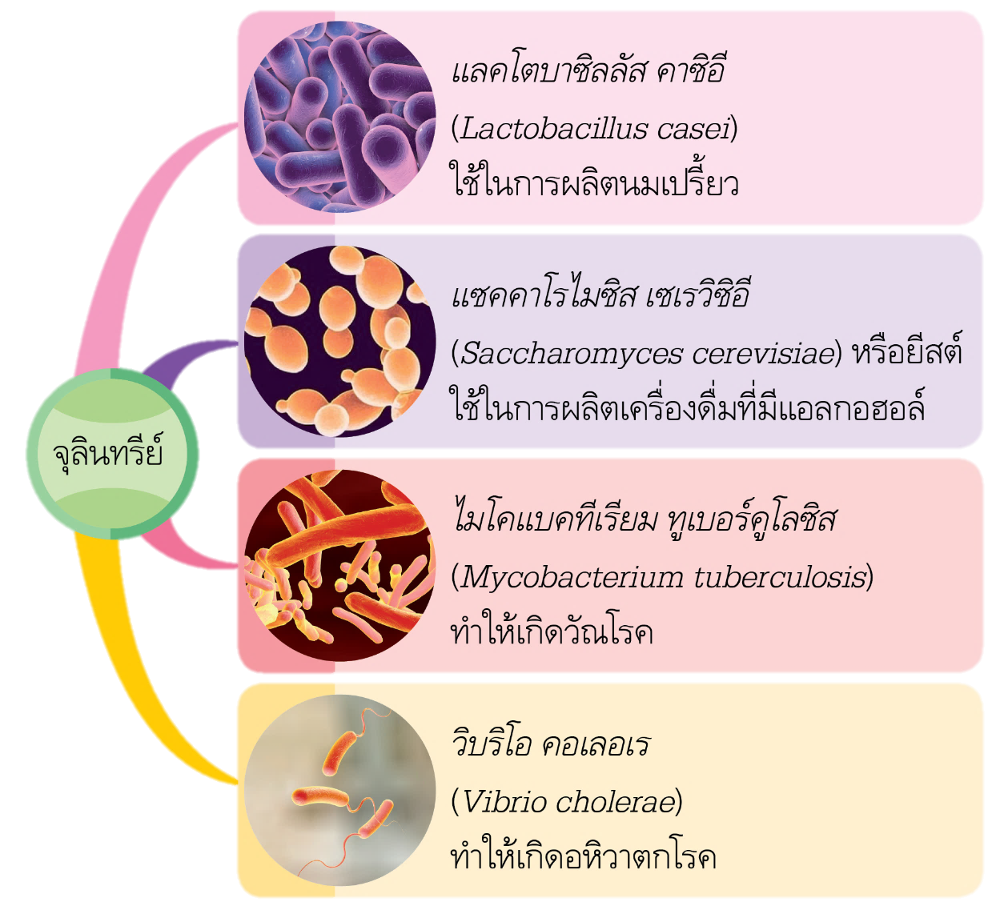 จุลินทรีย์
แลคโตบาซิลลัส คาซิอี
(Lactobacillus casei)
ใช้ในการผลิตนมเปรี้ยว
แซคคาโรไมซิส เซเรวิซิอี
(Saccharomyces cerevisiae) หรือยีสต์
ใช้ในการผลิตเครื่องดื่มที่มีแอลกอฮอล์
ไมโคแบคทีเรียม ทูเบอร์คูโลซิส
(Mycobacterium tuberculosis)
ทำให้เกิดวัณโรค
วิบริโอ คอเลอเร
(Vibrio cholerae)
ทำให้เกิดอหิวาตกโรค